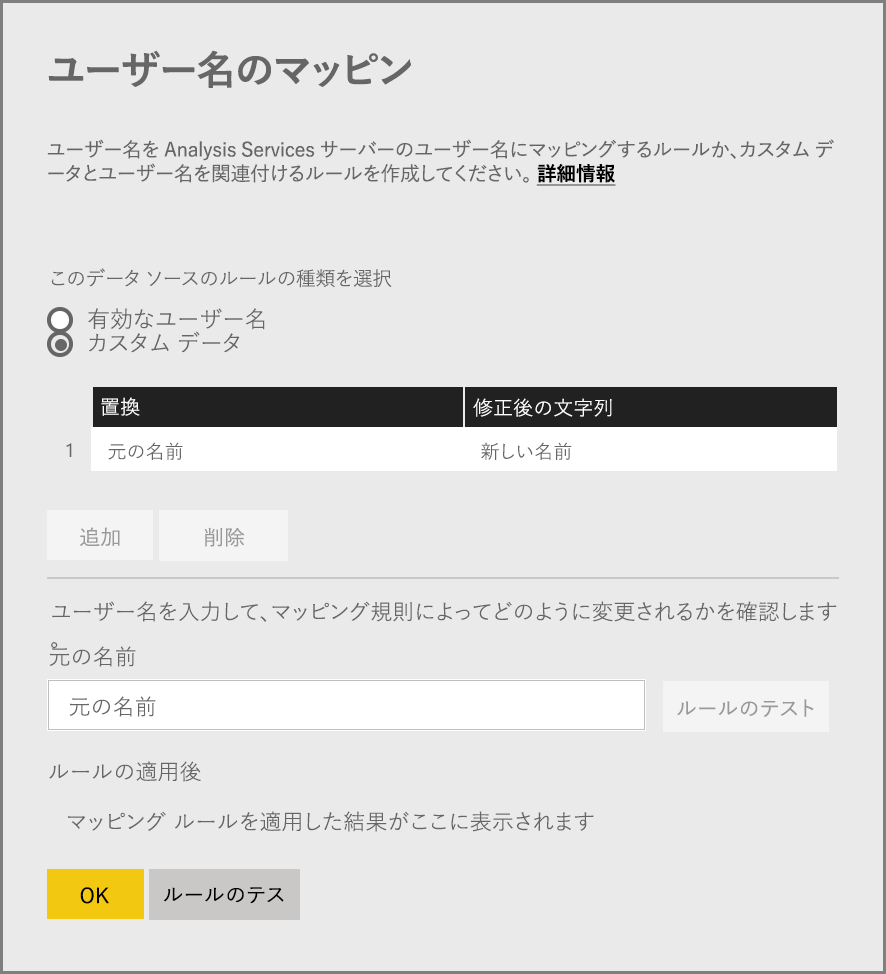 ユーザー名のマッピン
ユーザー名を Analysis Services サーバーのユーザー名にマッピングするルールか、カスタム デ
ータとユーザー名を関連付けるルールを作成してください。詳細情報
このデータ ソースのルールの種類を選択
有効なユーザー名
カスタム データ
置換 修正後の文字列
1 元の名前 新しい名前
追加 削除
ユーザー名を入力して、マッピング規則によってどのように変更されるかを確認します
。
元の名前
元の名前 ルールのテスト
ルールの適用後
マッピング ルールを適用した結果がここに表示されます
OK ルールのテス